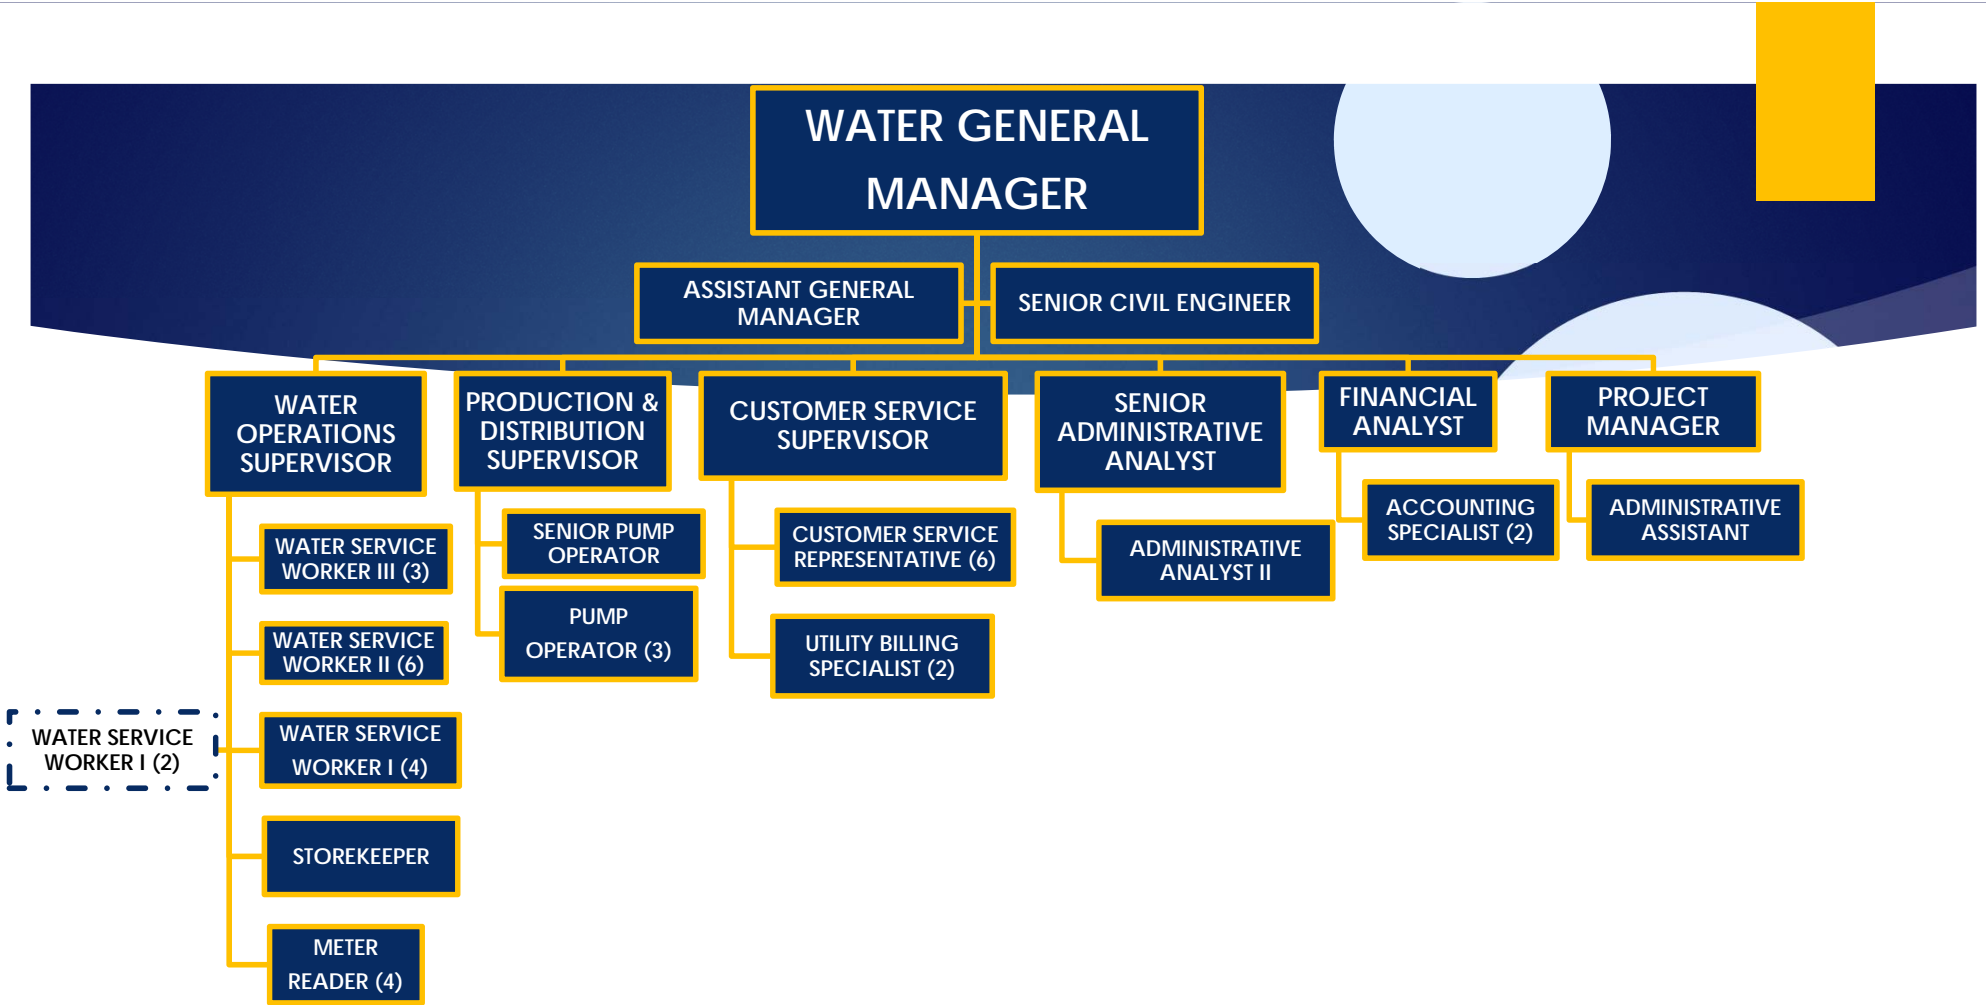 WATER GENERAL
MANAGER
ASSISTANT GENERAL
MANAGER
SENIOR CIVIL ENGINEER
WATER
OPERATIONS
SUPERVISOR
PRODUCTION &
DISTRIBUTION
SUPERVISOR
CUSTOMER SERVICE
SUPERVISOR
SENIOR
ADMINISTRATIVE
ANALYST
FINANCIAL
ANALYST
PROJECT
MANAGER
WATER SERVICE
WORKER III (3)
WATER SERVICE
WORKER II (6)
WATER SERVICE
WORKER I (2)
WATER SERVICE
WORKER I (4)
STOREKEEPER
METER
READER (4)
SENIOR PUMP
OPERATOR
PUMP
OPERATOR (3)
CUSTOMER SERVICE
REPRESENTATIVE (6)
UTILITY BILLING
SPECIALIST (2)
ADMINISTRATIVE
ANALYST II
ACCOUNTING
SPECIALIST (2)
ADMINISTRATIVE
ASSISTANT